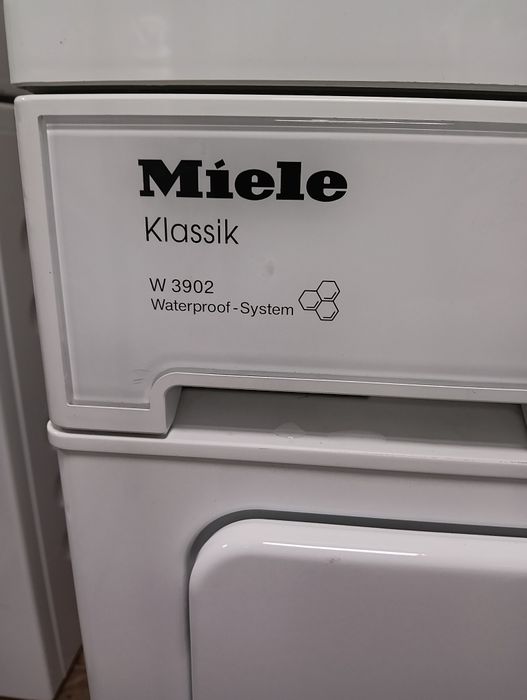 Miele
Klassik
W 3902
Waterproof-System